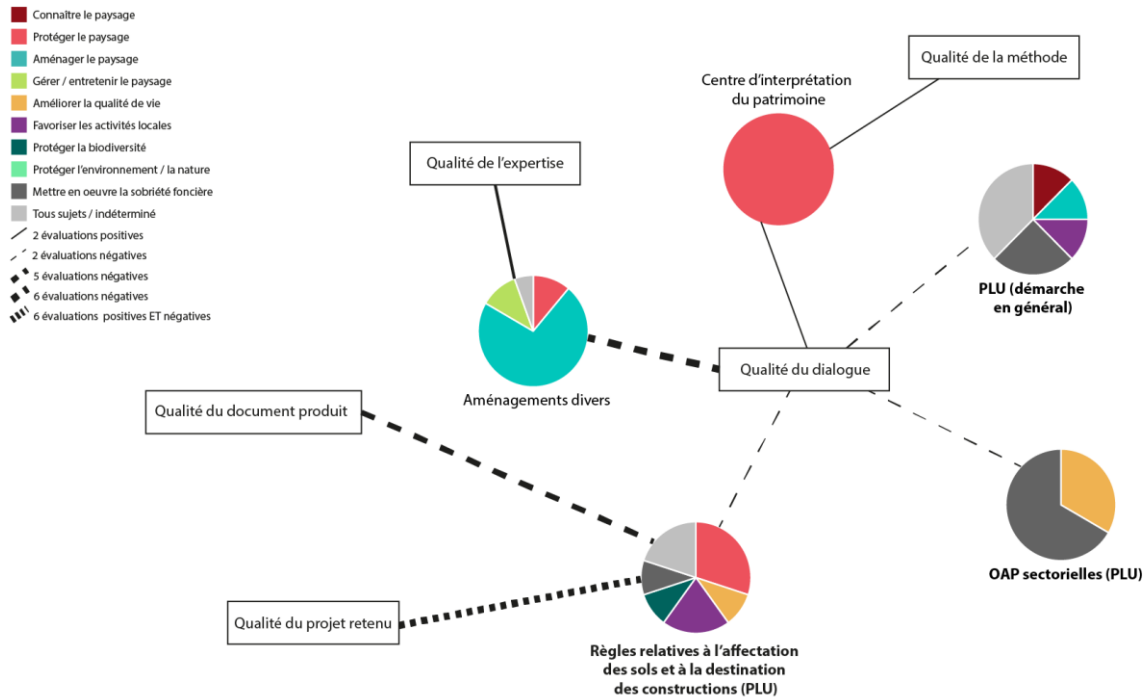 Connaître le paysage
Protéger le paysage
Aménager le paysage
Gérer / entretenir le paysage
Améliorer la qualité de vie
Favoriser les activités locales
Protéger la biodiversité
Protéger l'environnement / la nature
Mettre en oeuvre la sobriété foncière
Tous sujets / indéterminé
2 évaluations positives
2 évaluations négatives
5 évaluations négatives
6 évaluations négatives
6 évaluations positives ET négatives
Qualité de la méthode
Centre d'interprétation
du patrimoine
Qualité de l'expertise
PLU (démarche
en général)
Qualité du dialogue
Aménagements divers
Qualité du document produit
OAP sectorielles (PLU)
Qualité du projet retenu
Règles relatives à l'affectation
des sols et à la destination
des constructions (PLU)